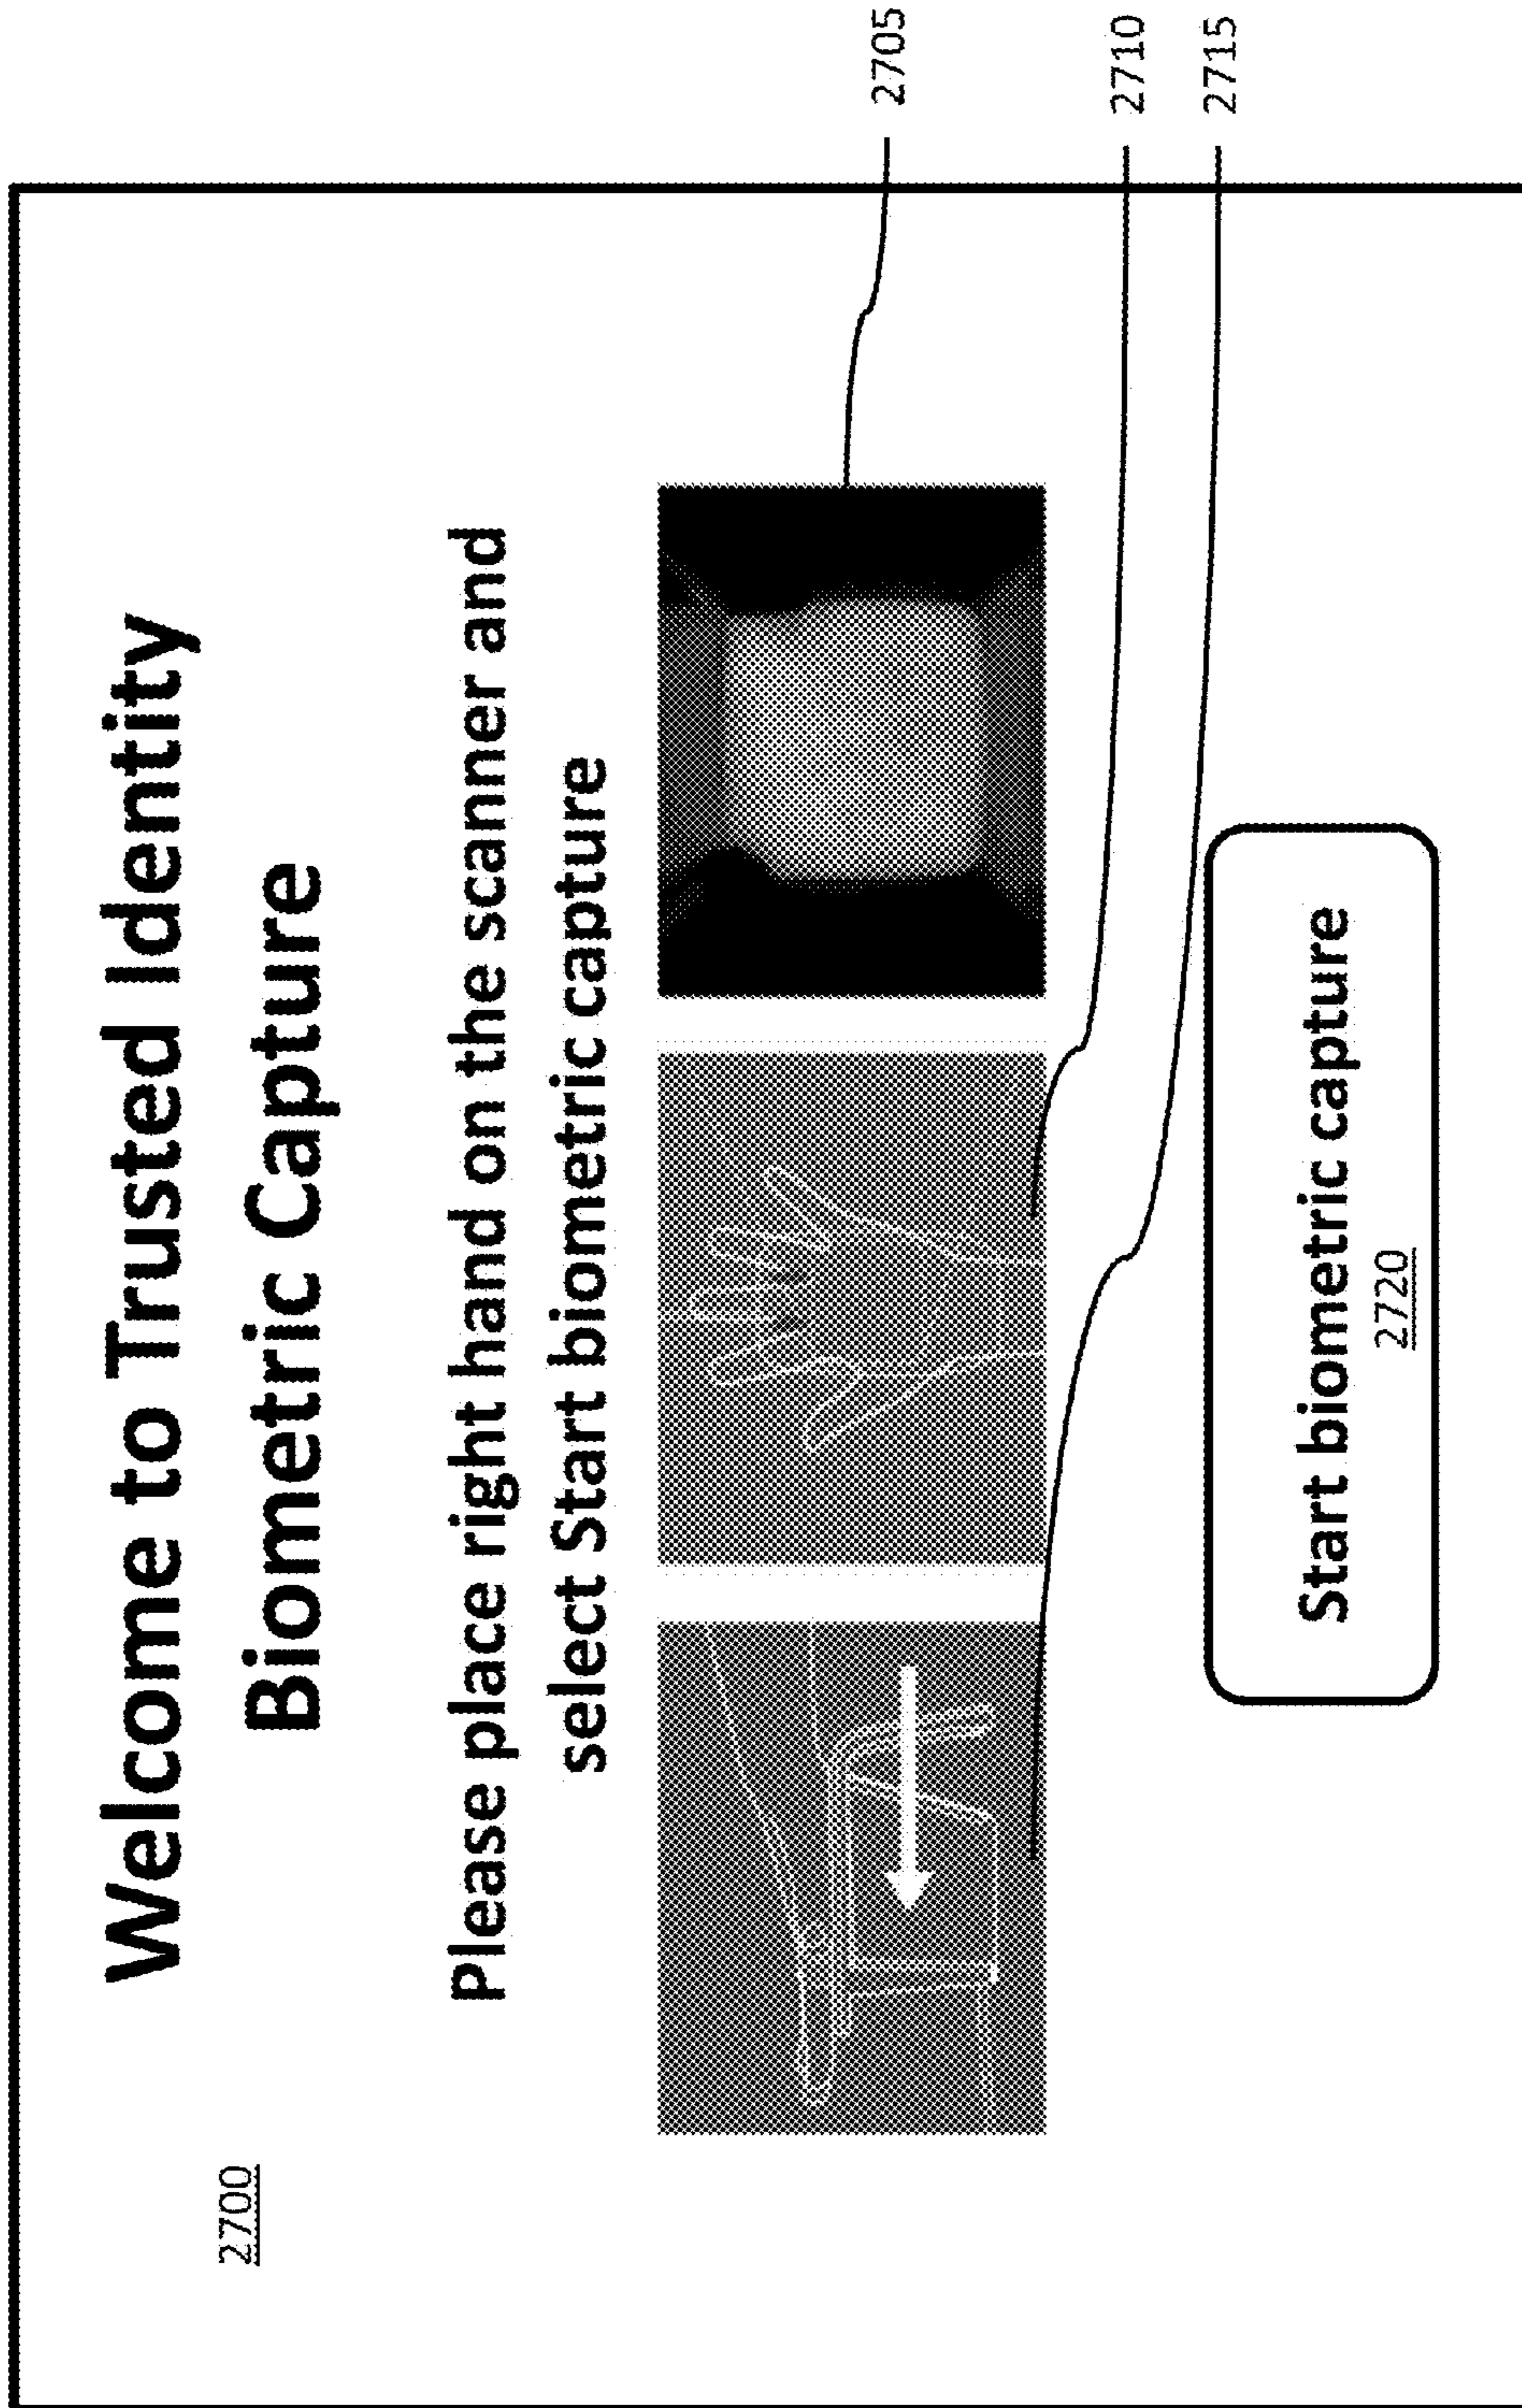 2700
Welcome to Trusted Identity
Biometric Capture
Please place right hand on the scanner and
select Start biometric capture
2705
2710
2715
Start biometric capture
2720